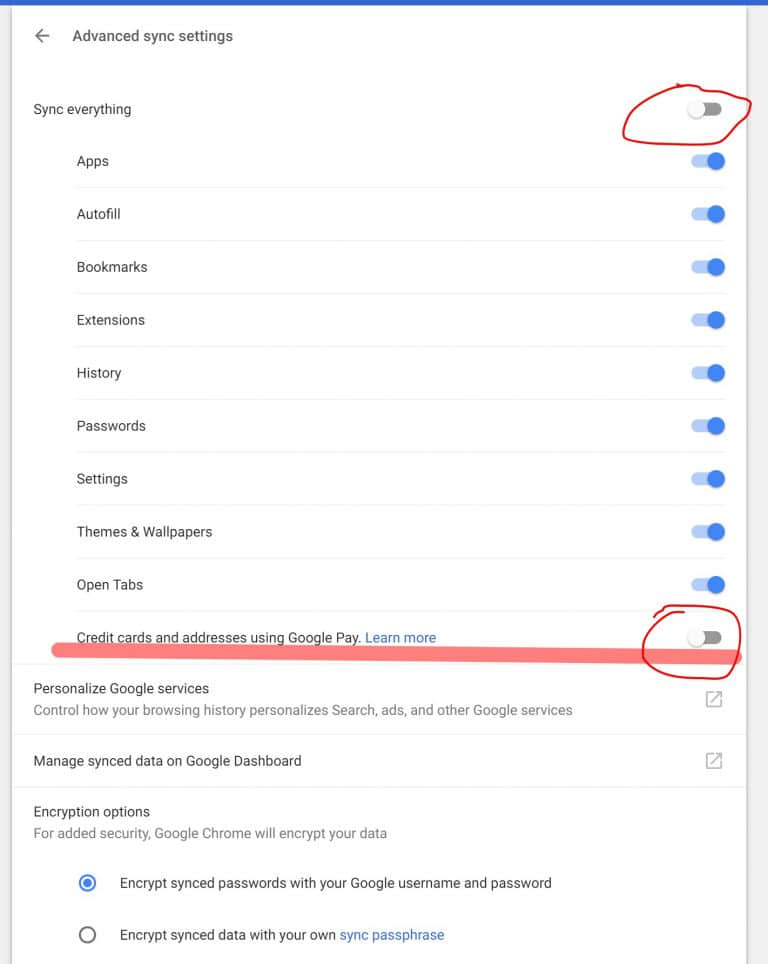 Advanced sync settings
Sync everything
Apps
Autofill
Bookmarks
Extensions
History
Passwords
Settings
Themes & Wallpapers
Open Tabs
Credit cards and addresses using Google Pay. Learn more
Personalize Google services
Control how your browsing history personalizes Search, ads, and other Google services
Manage synced data on Google Dashboard
Encryption options
For added security, Google Chrome will encrypt your data
Encrypt synced passwords with your Google username and password
Encrypt synced data with your own sync passphrase